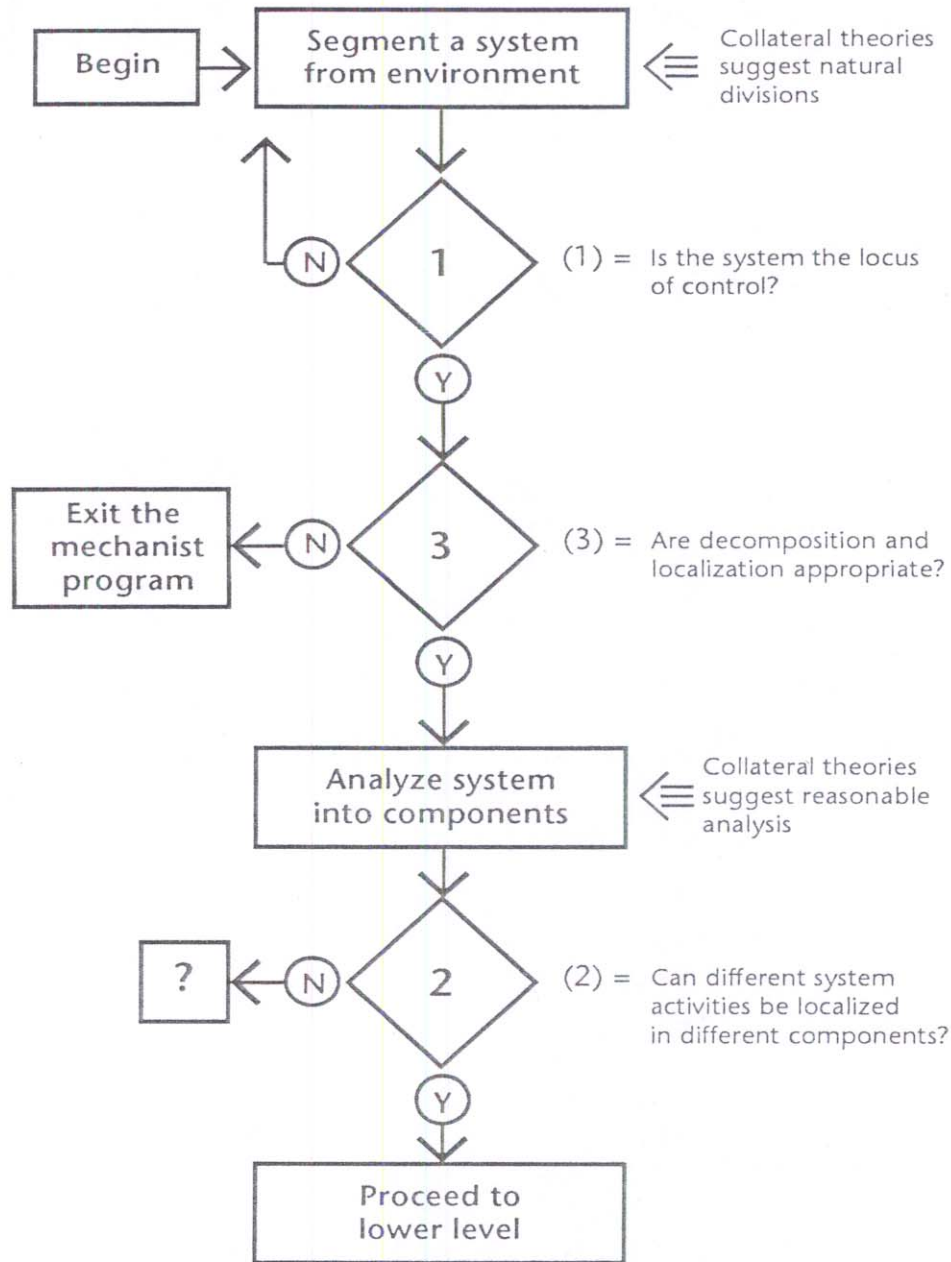 Begin
Segment a system
from environment
Collateral theories
suggest natural
divisions
N
1
(1) = Is the system the locus
of control?
Y
Exit the
mechanist
program
N
3
(3) = Are decomposition and
localization appropriate?
Y
Analyze system
into components
Collateral theories
suggest reasonable
analysis
?
N
2
(2) = Can different system
activities be localized
in different components?
Y
Proceed to
lower level